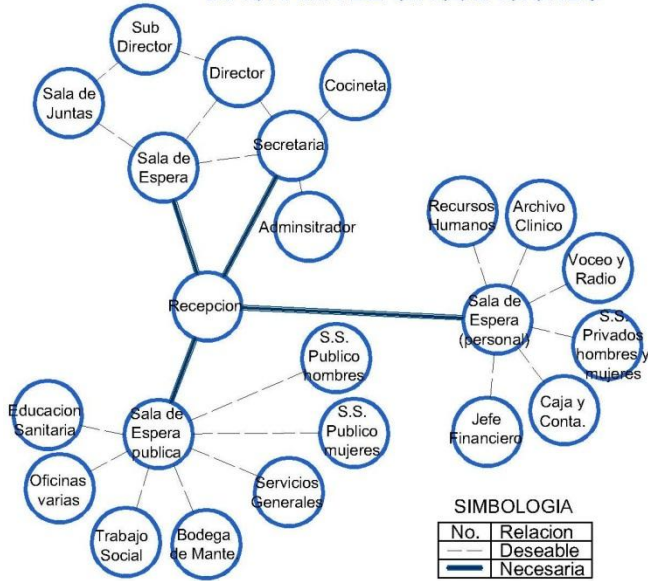 Sub
Director
Director
Cocineta
Sala de
Juntas
Sala de
Espera
Secretaria
Adminsitrador
Recursos
Humanos
Archivo
Clinico
Voceo y
Radio
Recepcion
Sala de
Espera
(personal)
S.S.
Privados
hombres y
mujeres
S.S.
Publico
hombres
Caja y
Conta.
Jefe
Financiero
Educacion
Sanitaria
Sala de
Espera
publica
S.S.
Publico
mujeres
Oficinas
varias
Servicios
Generales
Trabajo
Social
Bodega
de Mante
SIMBOLOGIA
No. Relacion
Deseable
Necesaria